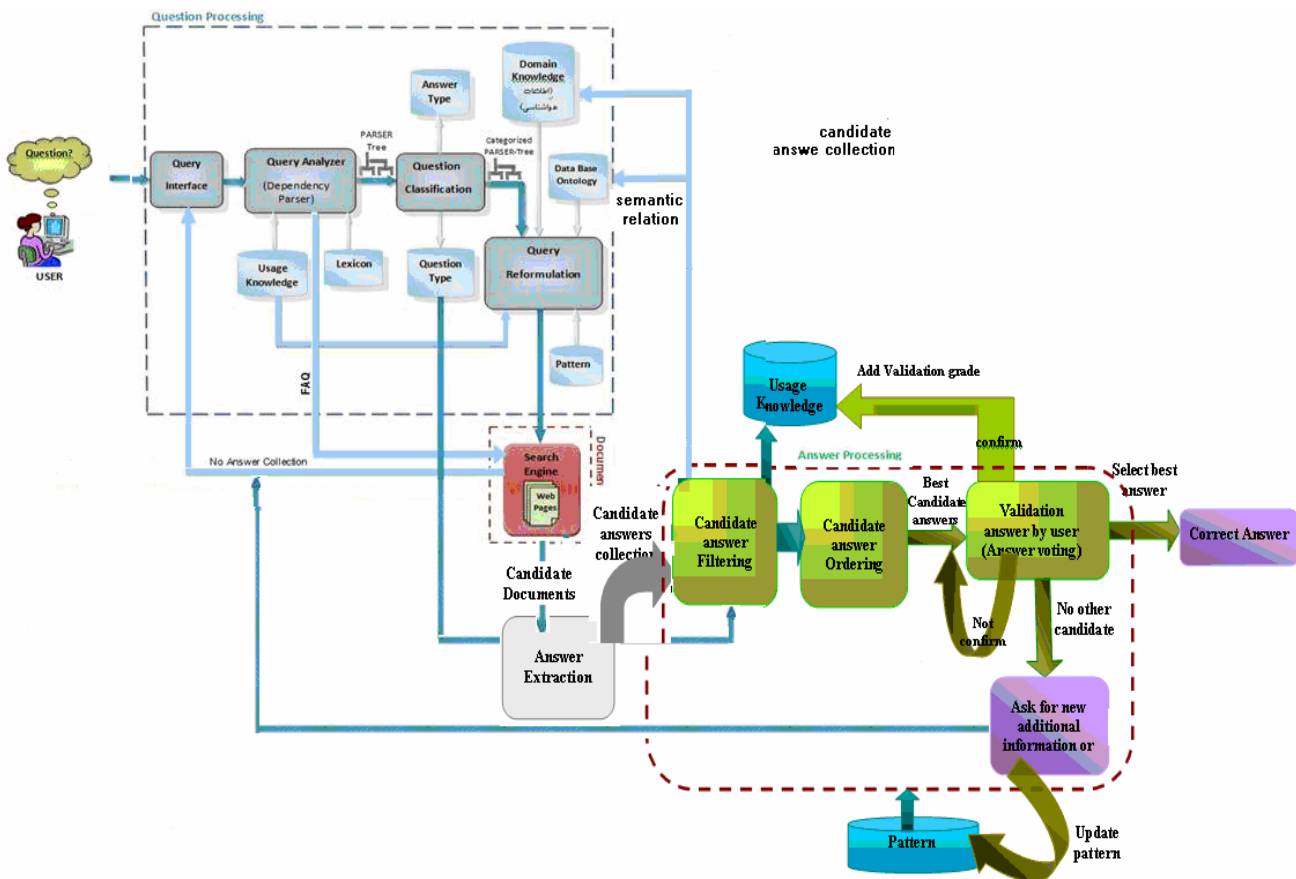 Question Processing
Question?
USER
Query
Interface
Query Analyzer
(Dependency
Parser)
PARSER
Tree
Answer
Type
Question
Classification
Categorized
PARSER-Tree
Domain
Knowledge
(اطلاعات
هواشناسی)
Data Base
Ontology
semantic
relation
candidate
answe collection
Usage
Knowledge
Lexicon
Question
Type
Query
Reformulation
Pattern
FAQ
No Answer Collection
Search
Engine
Web
Pages
Documen
Candidate
Documents
Answer
Extraction
Candidate
answers
collection
Usage
Knowledge
Add Validation grade
confirm
Answer Processing
Candidate
answer
Filtering
Candidate
answer
Ordering
Best
Candidate
answers
Validation
answer by user
(Answer voting)
Select best
answer
Correct Answer
Not
confirm
No other
candidate
Ask for new
additional
information or
Pattern
Update
pattern